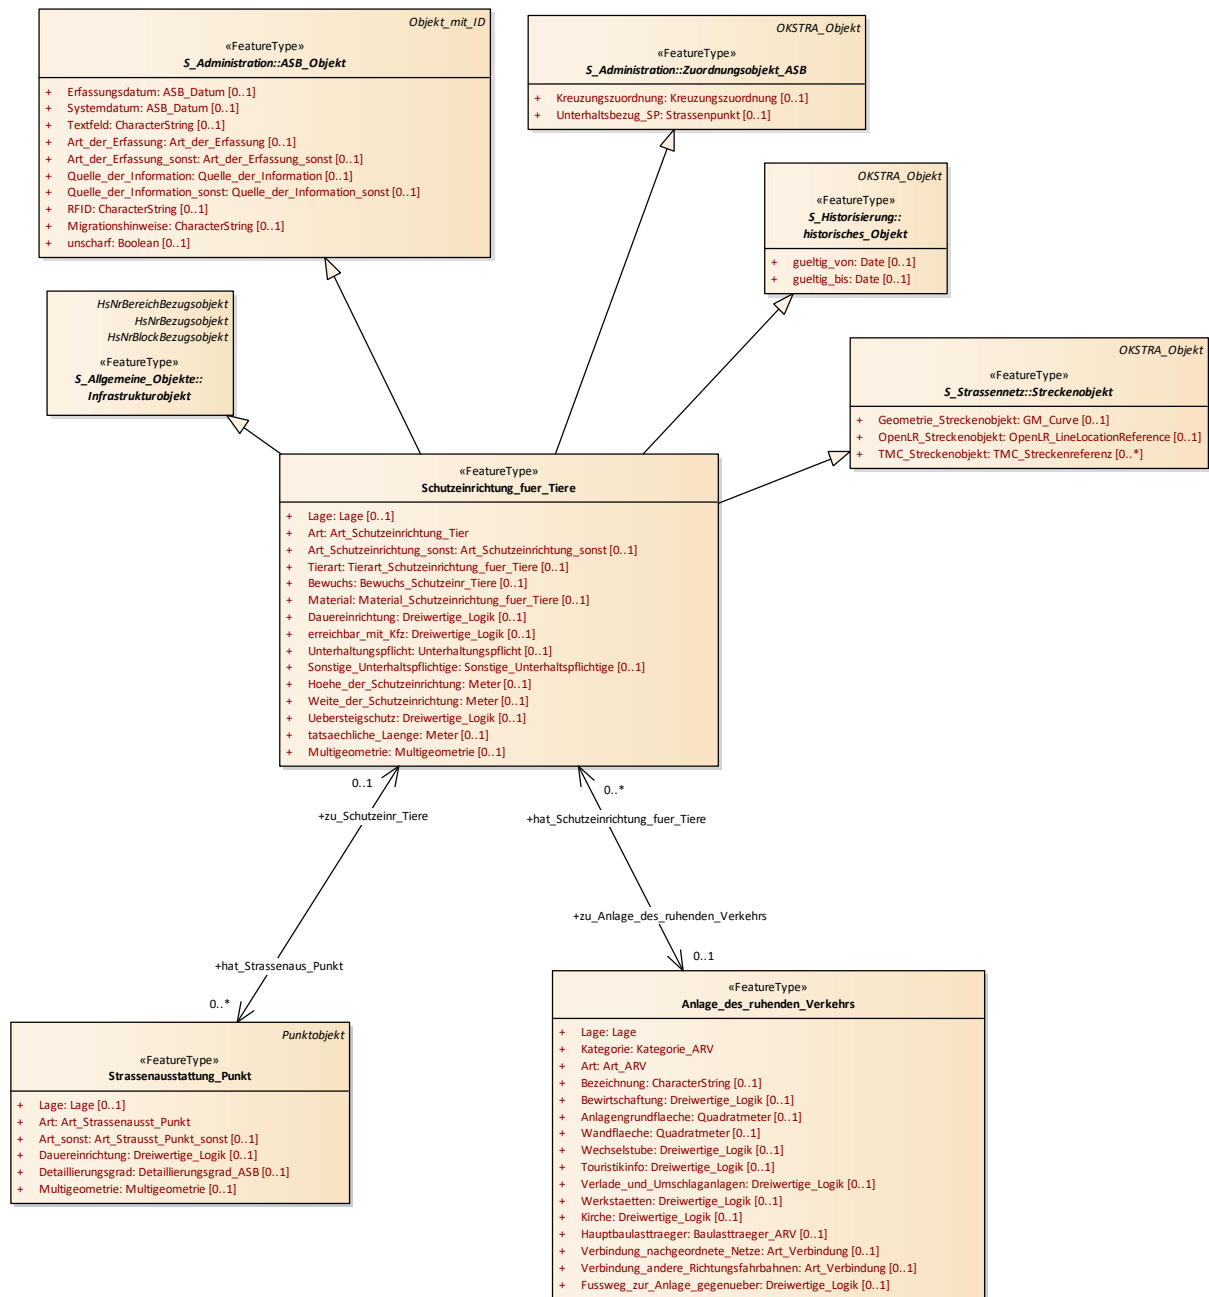 Objekt_mit_ID
«FeatureType»
S_Administration::ASB_Objekt
+ Erfassungsdatum: ASB_Datum [0..1]
+ Systemdatum: ASB_Datum [0..1]
+ Textfeld: CharacterString [0..1]
+ Art_der_Erfassung: Art_der_Erfassung [0..1]
+ Art_der_Erfassung_sonst: Art_der_Erfassung_sonst [0..1]
+ Quelle_der_Information: Quelle_der_Information [0..1]
+ Quelle_der_Information_sonst: Quelle_der_Information_sonst [0..1]
+ RFID: CharacterString [0..1]
+ Migrationshinweise: CharacterString [0..1]
+ unscharf: Boolean [0..1]
OKSTRA_Objekt
«FeatureType»
S_Administration::Zuordnungsobjekt_ASB
+ Kreuzungszuordnung: Kreuzungszuordnung [0..1]
+ Unterhaltsbezug_SP: Strassenpunkt [0..1]
OKSTRA_Objekt
«FeatureType»
S_Historisierung::
historisches_Objekt
+ gueltig_von: Date [0..1]
+ gueltig_bis: Date [0..1]
HsNrBereichBezugsobjekt
HsNrBezugsobjekt
HsNrBlockBezugsobjekt
«FeatureType»
S_Allgemeine_Objekte::
Infrastrukturobjekt
OKSTRA_Objekt
«FeatureType»
S_Strassennetz::Streckenobjekt
+ Geometrie_Streckenobjekt: GM_Curve [0..1]
+ OpenLR_Streckenobjekt: OpenLR_LineLocationReference [0..1]
+ TMC_Streckenobjekt: TMC_Streckenreferenz [0..*]
«FeatureType»
Schutzeinrichtung_fuer_Tiere
+ Lage: Lage [0..1]
+ Art: Art_Schutzeinrichtung_Tier
+ Art_Schutzeinrichtung_sonst: Art_Schutzeinrichtung_sonst [0..1]
+ Tierart: Tierart_Schutzeinrichtung_fuer_Tiere [0..1]
+ Bewuchs: Bewuchs_Schutzeinr_Tiere [0..1]
+ Material: Material_Schutzeinrichtung_fuer_Tiere [0..1]
+ Dauereinrichtung: Dreiwertige_Logik [0..1]
+ erreichbar_mit_Kfz: Dreiwertige_Logik [0..1]
+ Unterhaltungspflicht: Unterhaltungspflicht [0..1]
+ Sonstige_Unterhaltspflichtige: Sonstige_Unterhaltspflichtige [0..1]
+ Hoehe_der_Schutzeinrichtung: Meter [0..1]
+ Weite_der_Schutzeinrichtung: Meter [0..1]
+ Uebersteigschutz: Dreiwertige_Logik [0..1]
+ tatsaechliche_Laenge: Meter [0..1]
+ Multigeometrie: Multigeometrie [0..1]
0..1
+zu_Schutzeinr_Tiere
0..*
+hat_Schutzeinrichtung_fuer_Tiere
+zu_Anlage_des_ruhenden_Verkehrs
0..1
+hat_Strassenaus_Punkt
0..*
Punktobjekt
«FeatureType»
Strassenausstattung_Punkt
+ Lage: Lage [0..1]
+ Art: Art_Strassenausst_Punkt
+ Art_sonst: Art_Strausst_Punkt_sonst [0..1]
+ Dauereinrichtung: Dreiwertige_Logik [0..1]
+ Detaillierungsgrad: Detaillierungsgrad_ASB [0..1]
+ Multigeometrie: Multigeometrie [0..1]
«FeatureType»
Anlage_des_ruhenden_Verkehrs
+ Lage: Lage
+ Kategorie: Kategorie_ARV
+ Art: Art_ARV
+ Bezeichnung: CharacterString [0..1]
+ Bewirtschaftung: Dreiwertige_Logik [0..1]
+ Anlagengrundflaeche: Quadratmeter [0..1]
+ Wandflaeche: Quadratmeter [0..1]
+ Wechselstube: Dreiwertige_Logik [0..1]
+ Touristikinfo: Dreiwertige_Logik [0..1]
+ Verlade_und_Umschlaganlagen: Dreiwertige_Logik [0..1]
+ Werkstaetten: Dreiwertige_Logik [0..1]
+ Kirche: Dreiwertige_Logik [0..1]
+ Hauptbaulasttraeger: Baulasttraeger_ARV [0..1]
+ Verbindung_nachgeordnete_Netze: Art_Verbindung [0..1]
+ Verbindung_andere_Richtungsfahrbahnen: Art_Verbindung [0..1]
+ Fussweg_zur_Anlage_gegenueber: Dreiwertige_Logik [0..1]